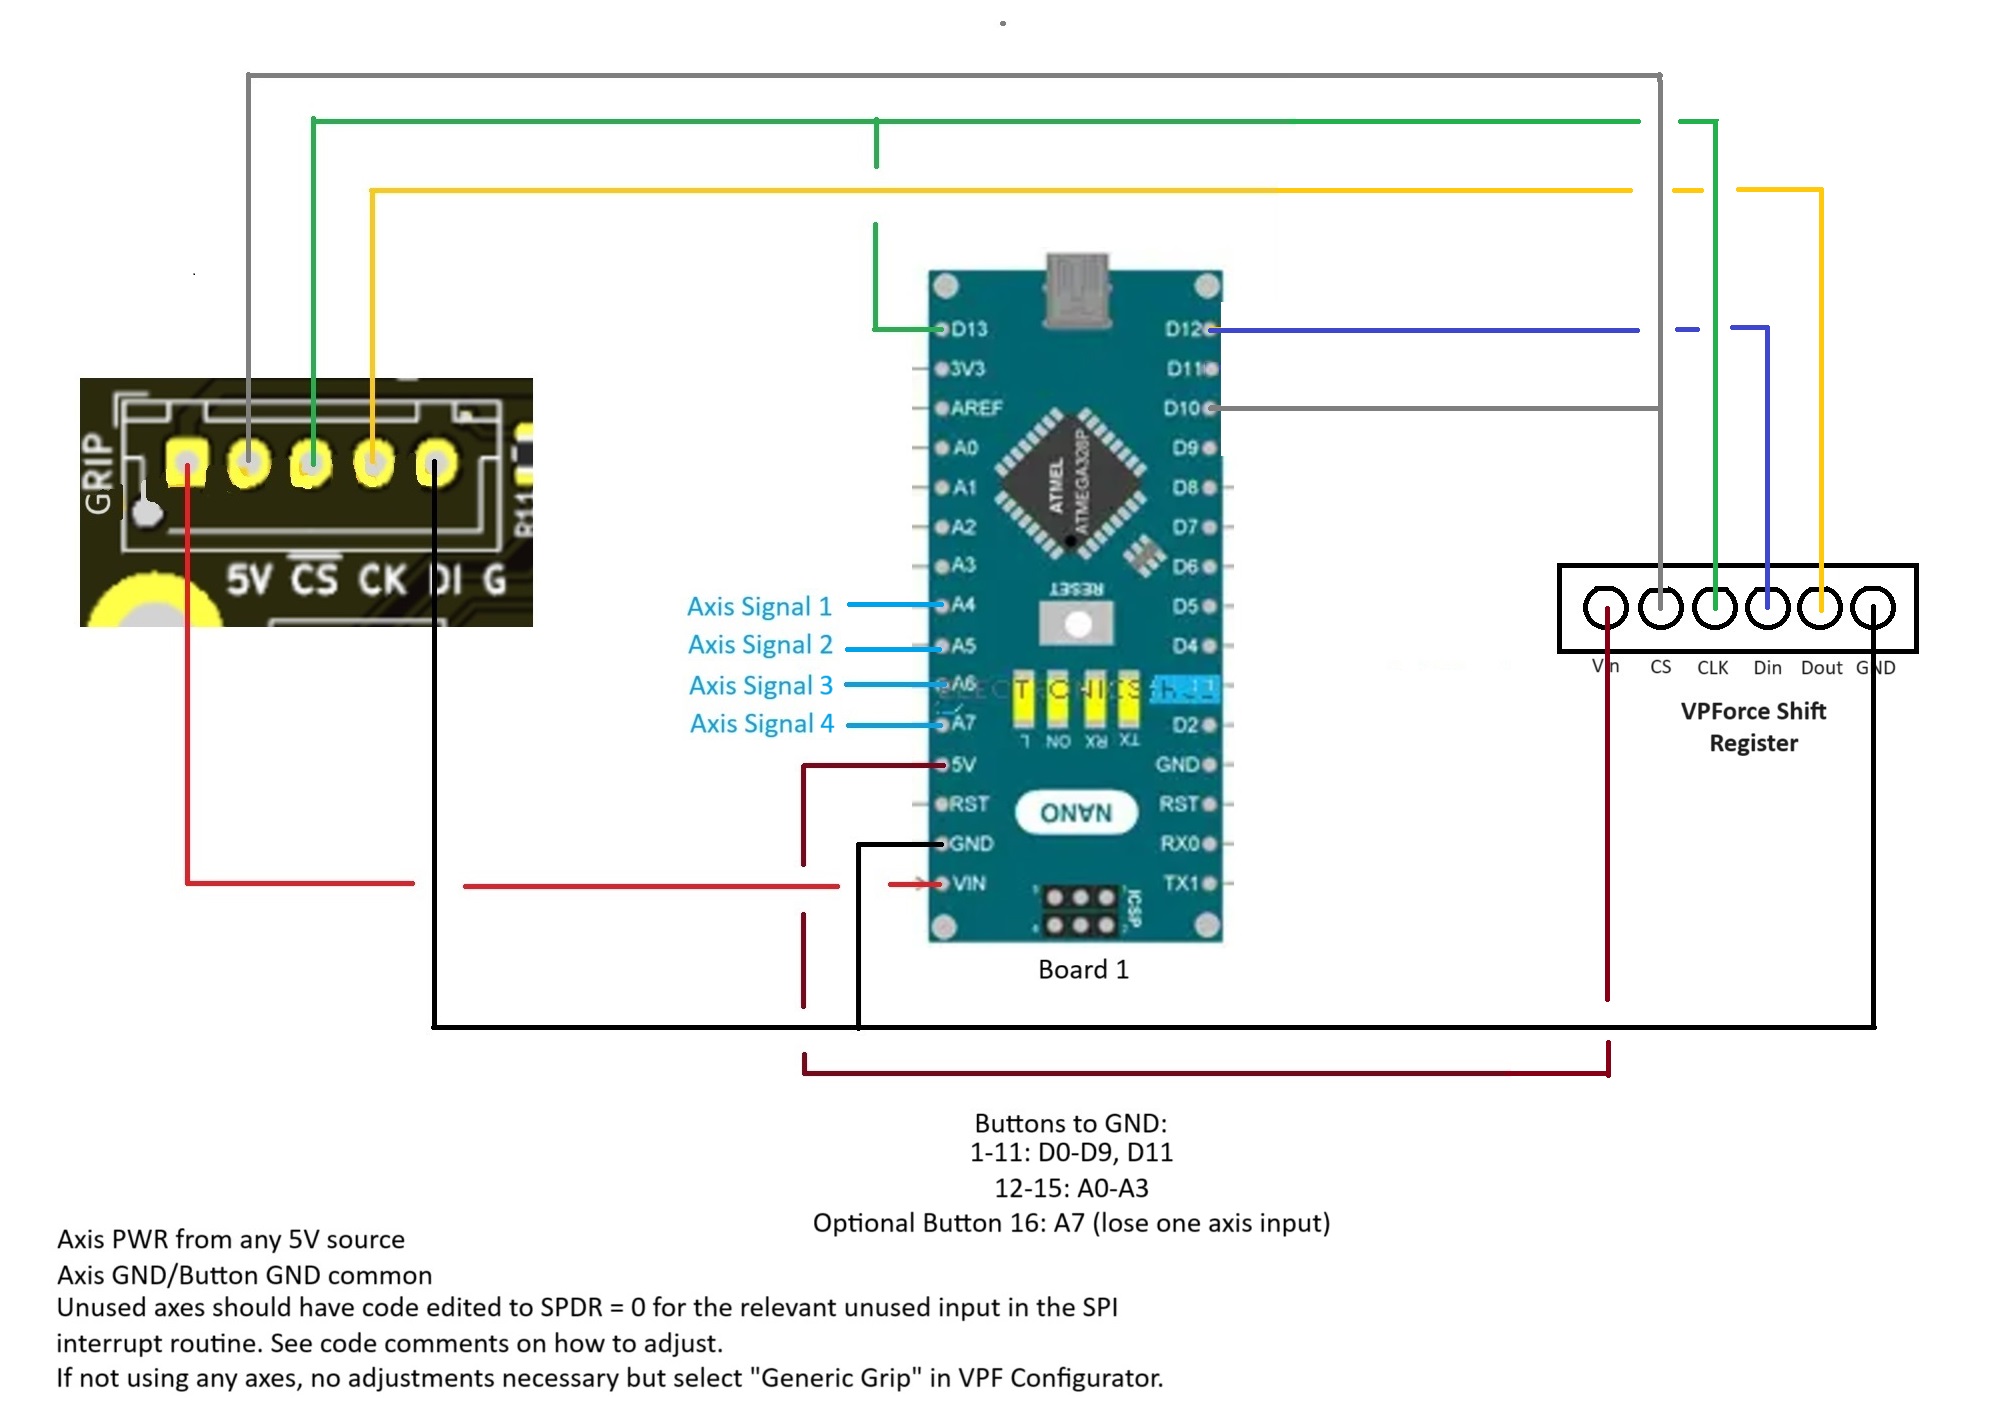 GRIP
R11
5V CS CK DI G
D13
3V3
AREF
A0
A1
A2
A3
A4
A5
A6
A7
5V
RST
GND
VIN
D12
D11
D10
D9
D8
D7
D6
D5
D4
D2
GND
RST
RX0
TX1
ATMEL
ATMEGA328P
RESET
ELECTRONICS
L ON RX TX
NANO
ICSP
Axis Signal 1
Axis Signal 2
Axis Signal 3
Axis Signal 4
Board 1
Vin CS CLK Din Dout GND
VPForce Shift
Register
Buttons to GND:
1-11: D0-D9, D11
12-15: A0-A3
Optional Button 16: A7 (lose one axis input)
Axis PWR from any 5V source
Axis GND/Button GND common
Unused axes should have code edited to SPDR = 0 for the relevant unused input in the SPI
interrupt routine. See code comments on how to adjust.
If not using any axes, no adjustments necessary but select "Generic Grip" in VPF Configurator.